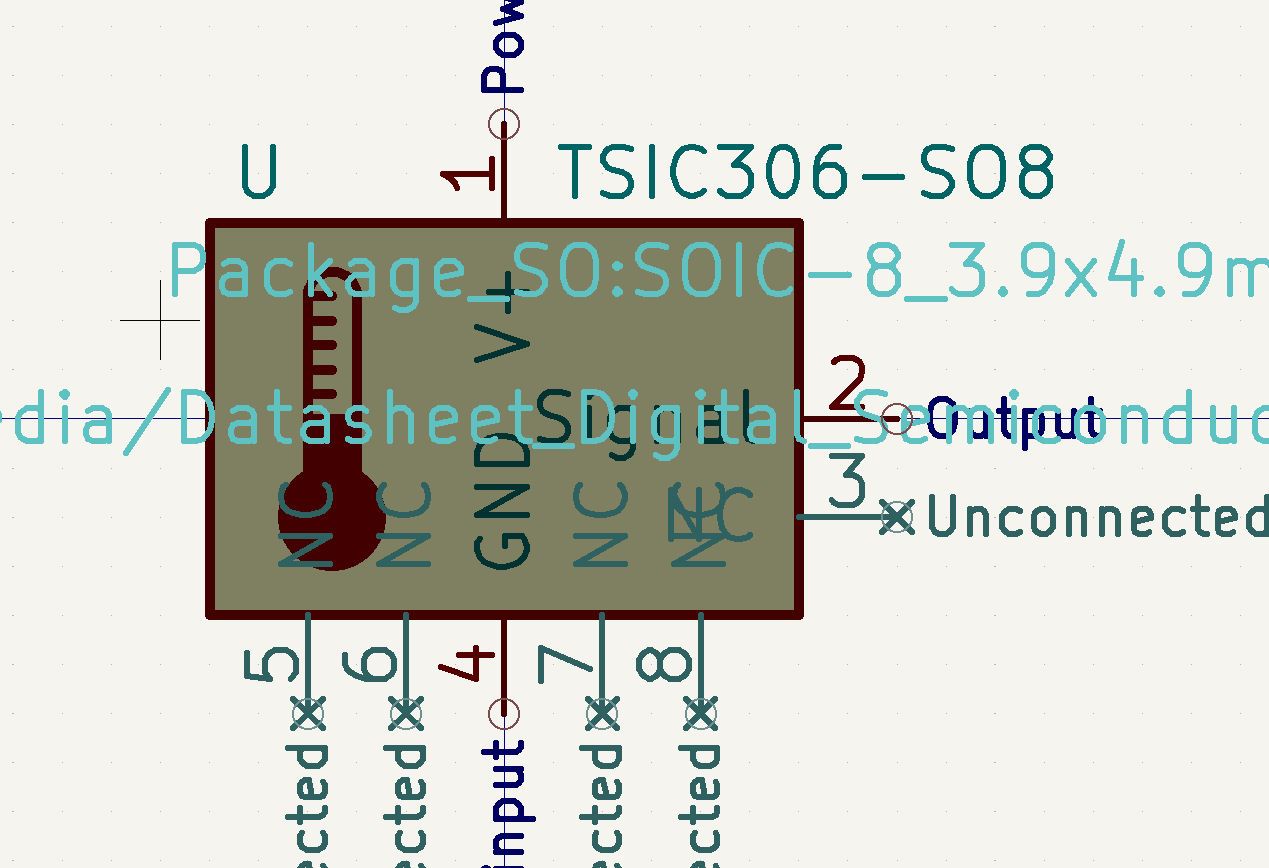 Pow
1
U
TSIC306-SO8
Package_SO:SOIC-8_3.9x4.9m
V+
2
edia/Datasheet_Digital_Semiconduc
Signal
Output
3
Unconnected
NC
NC
NC
GND
NC
NC
5
6
4
7
8
ected
ected
input
ected
ected